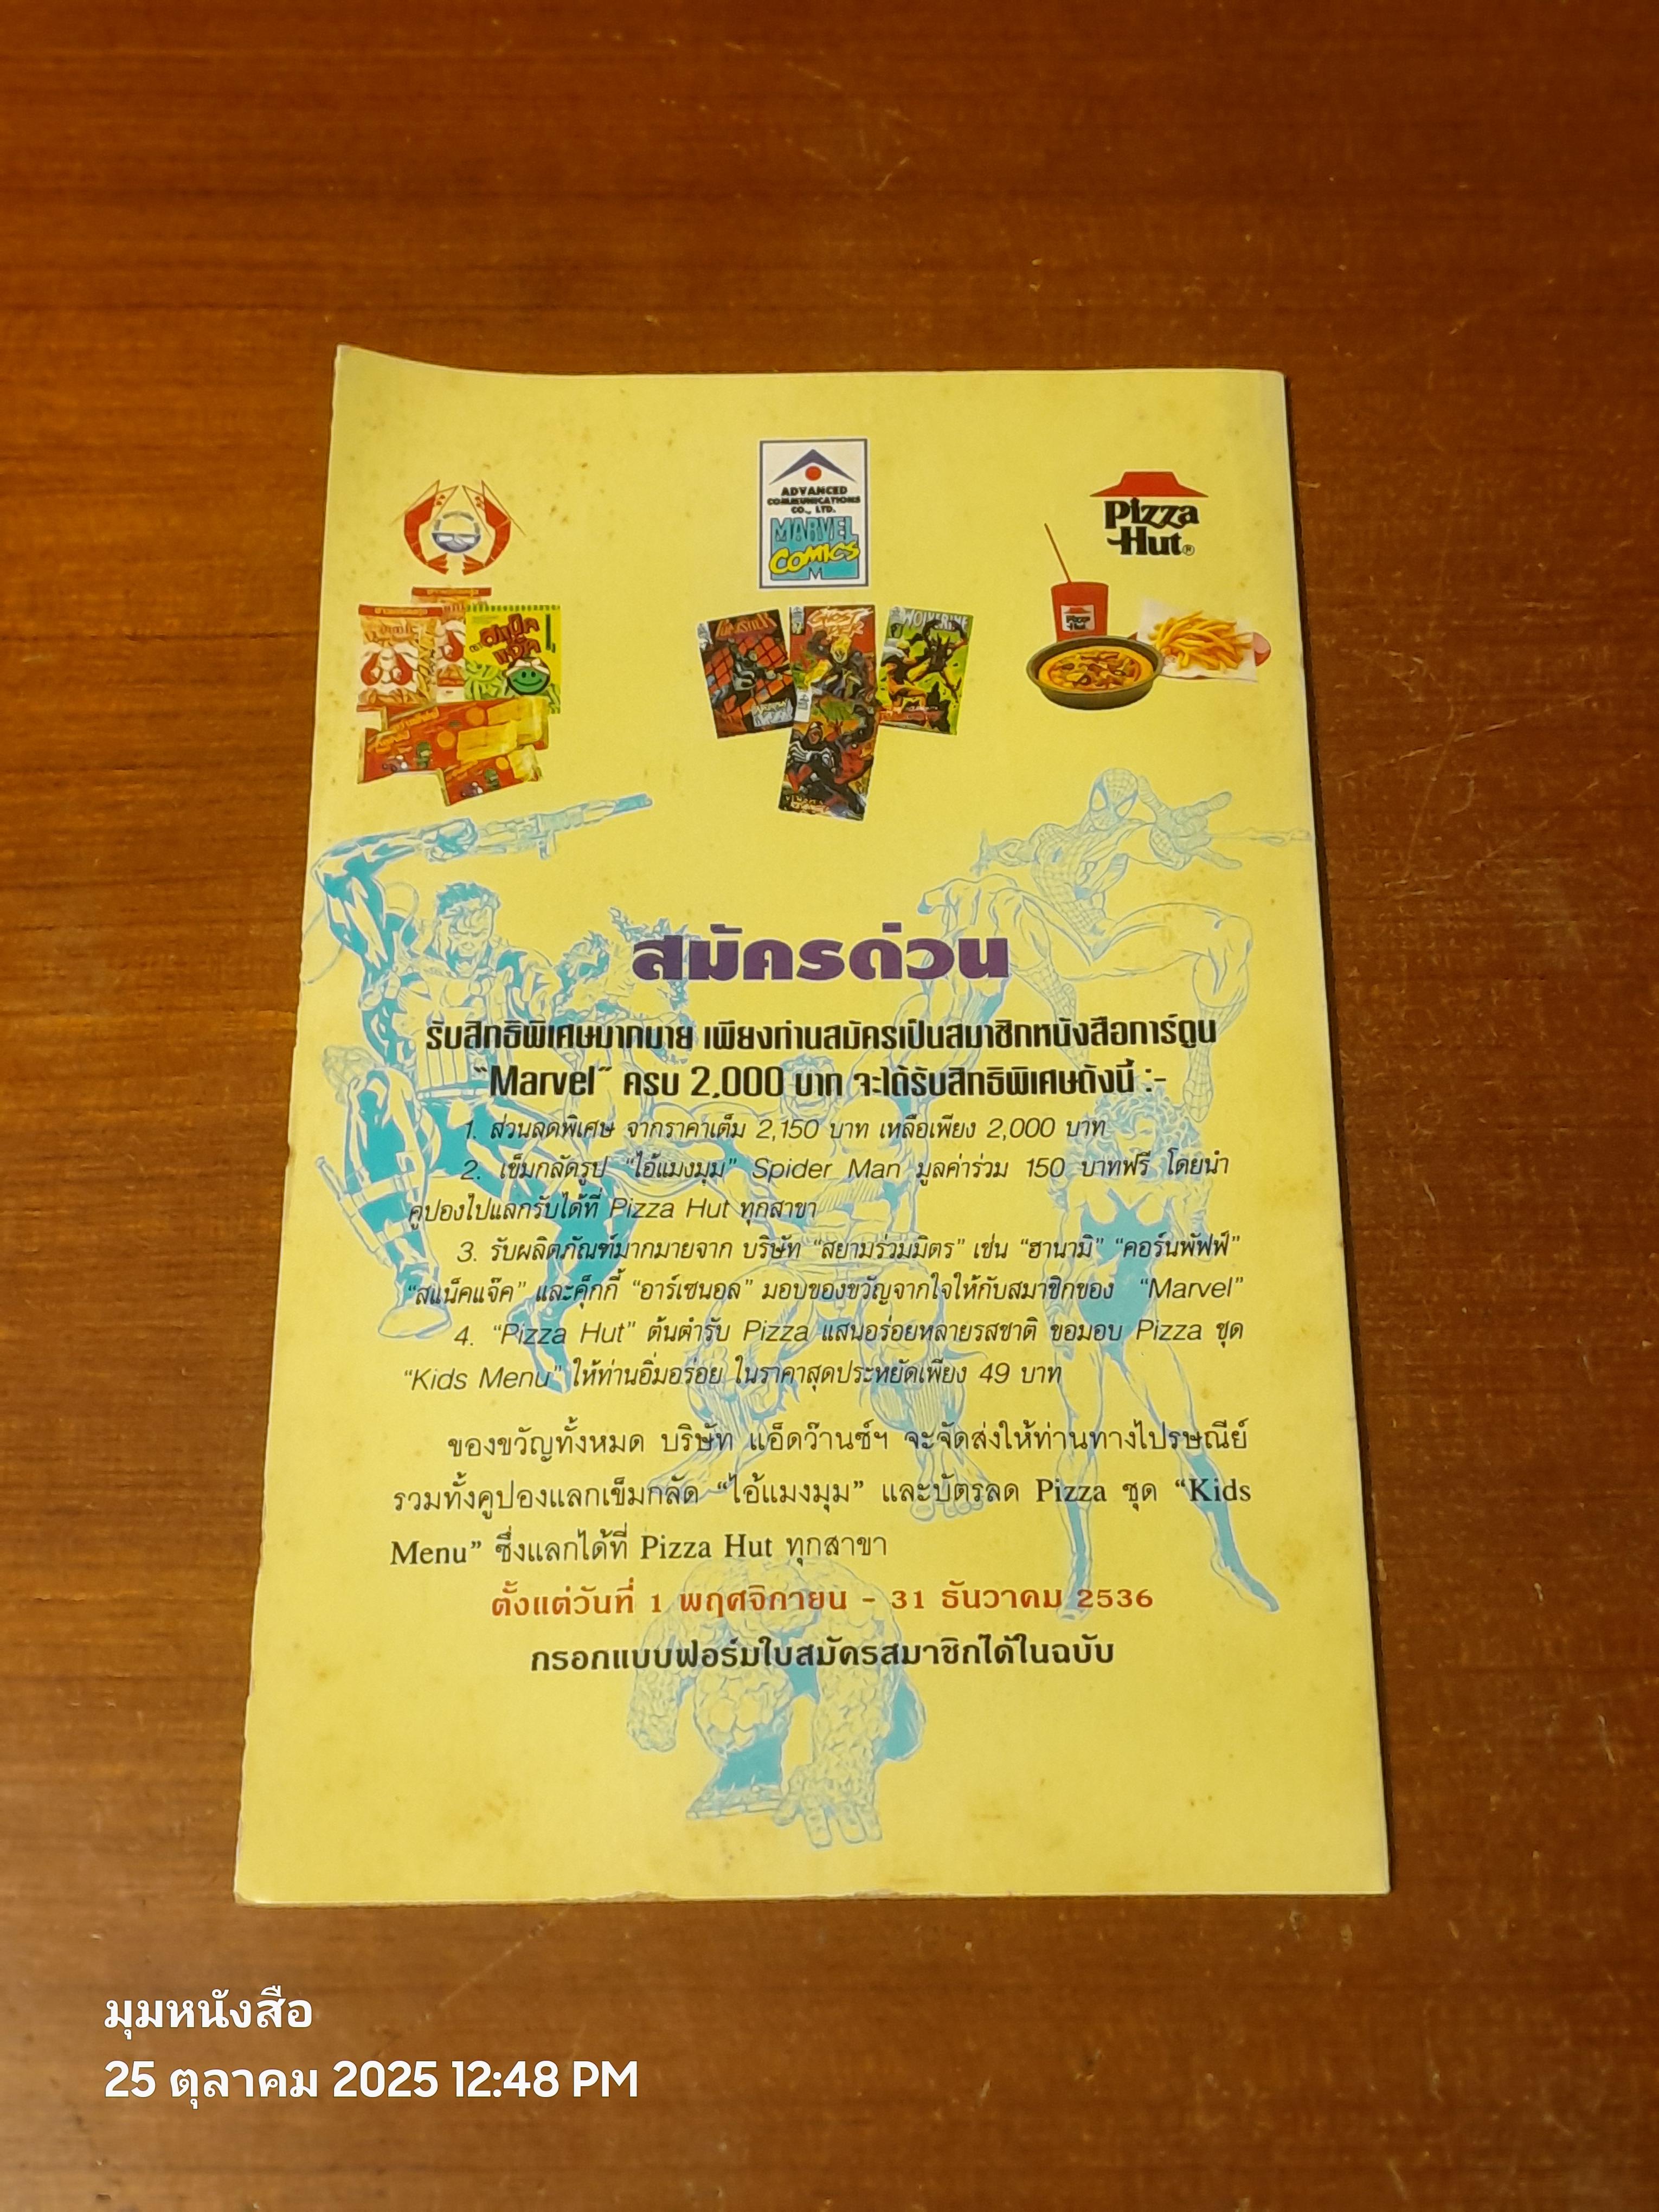 ADVANCED
COMMUNICATIONS
CO., LTD.
MARVEL
COMICS
M
Pizza
Hut®
WOLVERINE
สแน็ค
แจ๊ค
สมัครด่วน
รับสิทธิพิเศษมากมาย เพียงท่านสมัครเป็นสมาชิกหนังสือการ์ตูน
“Marvel” ครบ 2,000 บาท จะได้รับสิทธิพิเศษดังนี้ :-
1. ส่วนลดพิเศษ จากราคาเต็ม 2,150 บาท เหลือเพียง 2,000 บาท
2. เข็มกลัดรูป “ไอ้แมงมุม” Spider Man มูลค่าร่วม 150 บาทฟรี โดยนำ
คูปองไปแลกรับได้ที่ Pizza Hut ทุกสาขา
3. รับผลิตภัณฑ์มากมายจาก บริษัท “สยามร่วมมิตร” เช่น “ฮานามิ” “คอร์นพัฟฟ์”
“สแน็คแจ๊ค” และคุ๊กกี้ “อาร์เซนอล” มอบของขวัญจากใจให้กับสมาชิกของ “Marvel”
4. “Pizza Hut” ต้นตำรับ Pizza แสนอร่อยหลายรสชาติ ขอมอบ Pizza ชุด
“Kids Menu” ให้ท่านอิ่มอร่อย ในราคาสุดประหยัดเพียง 49 บาท
ของขวัญทั้งหมด บริษัท แอ็ดว๊านซ์ฯ จะจัดส่งให้ท่านทางไปรษณีย์
รวมทั้งคูปองแลกเข็มกลัด “ไอ้แมงมุม” และบัตรลด Pizza ชุด “Kids
Menu” ซึ่งแลกได้ที่ Pizza Hut ทุกสาขา
ตั้งแต่วันที่ 1 พฤศจิกายน - 31 ธันวาคม 2536
กรอกแบบฟอร์มใบสมัครสมาชิกได้ในฉบับ
มุมหนังสือ
25 ตุลาคม 2025 12:48 PM